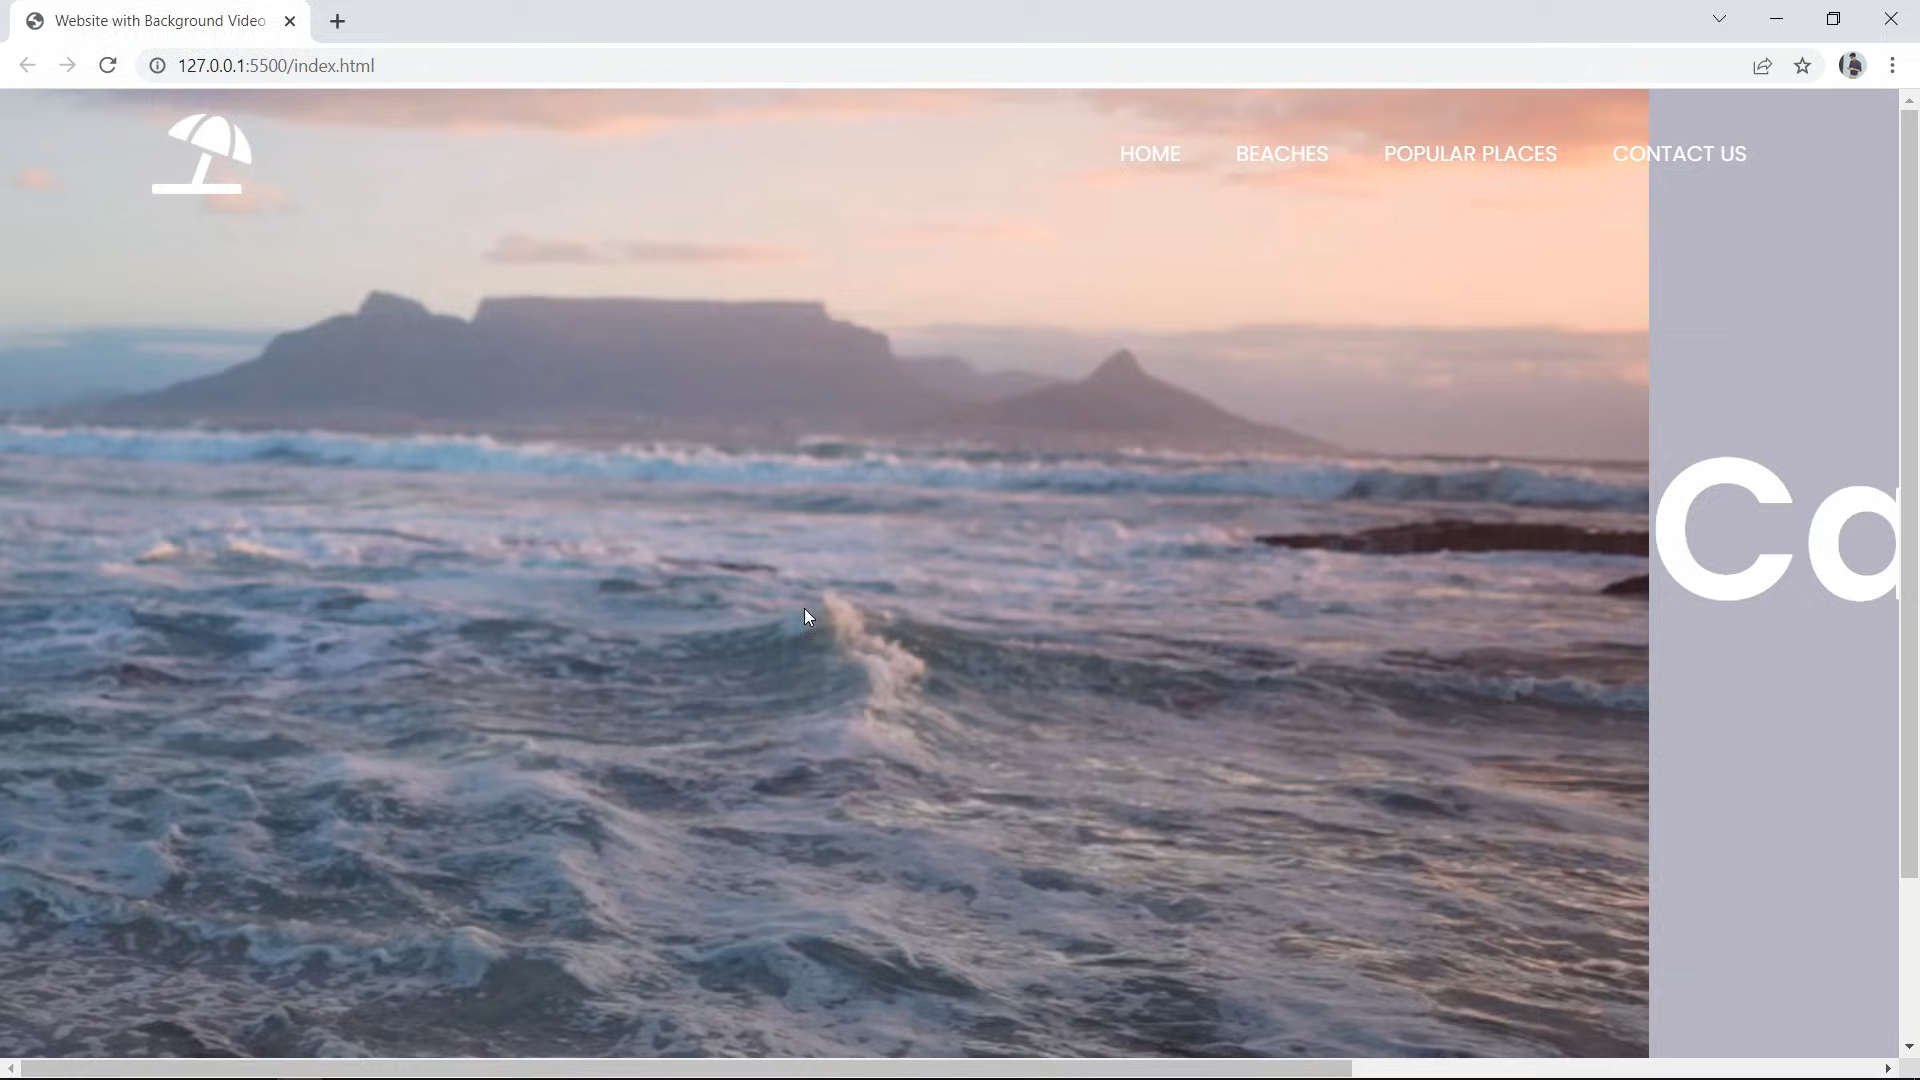 Website with Background Video
127.0.0.1:5500/index.html
HOME BEACHES POPULAR PLACES CONTACT US
Ca